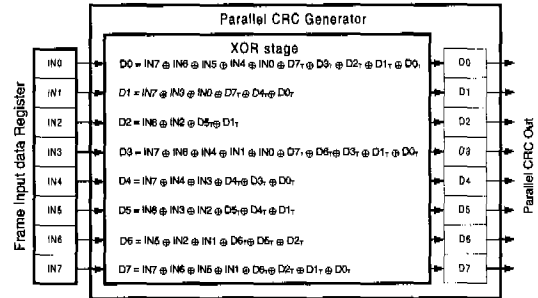 Parallel CRC Generator
XOR stage
Frame Input data Register
IN0 D0 = IN7 ⊕ IN6 ⊕ IN5 ⊕ IN4 ⊕ IN0 ⊕ D7T ⊕ D3T ⊕ D2T ⊕ D1T ⊕ D0T D0
IN1 D1 = IN7 ⊕ IN3 ⊕ IN0 ⊕ D7T ⊕ D4T ⊕ D0T D1
IN2 D2 = IN6 ⊕ IN2 ⊕ D5T ⊕ D1T D2
IN3 D3 = IN7 ⊕ IN6 ⊕ IN4 ⊕ IN1 ⊕ IN0 ⊕ D7T ⊕ D6T ⊕ D3T ⊕ D1T ⊕ D0T D3
IN4 D4 = IN7 ⊕ IN4 ⊕ IN3 ⊕ D4T ⊕ D3T ⊕ D0T D4
IN5 D5 = IN6 ⊕ IN3 ⊕ IN2 ⊕ D5T ⊕ D4T ⊕ D1T D5
IN6 D6 = IN5 ⊕ IN2 ⊕ IN1 ⊕ D6T ⊕ D5T ⊕ D2T D6
IN7 D7 = IN7 ⊕ IN6 ⊕ IN5 ⊕ IN1 ⊕ D6T ⊕ D2T ⊕ D1T ⊕ D0T D7
Parallel CRC Out